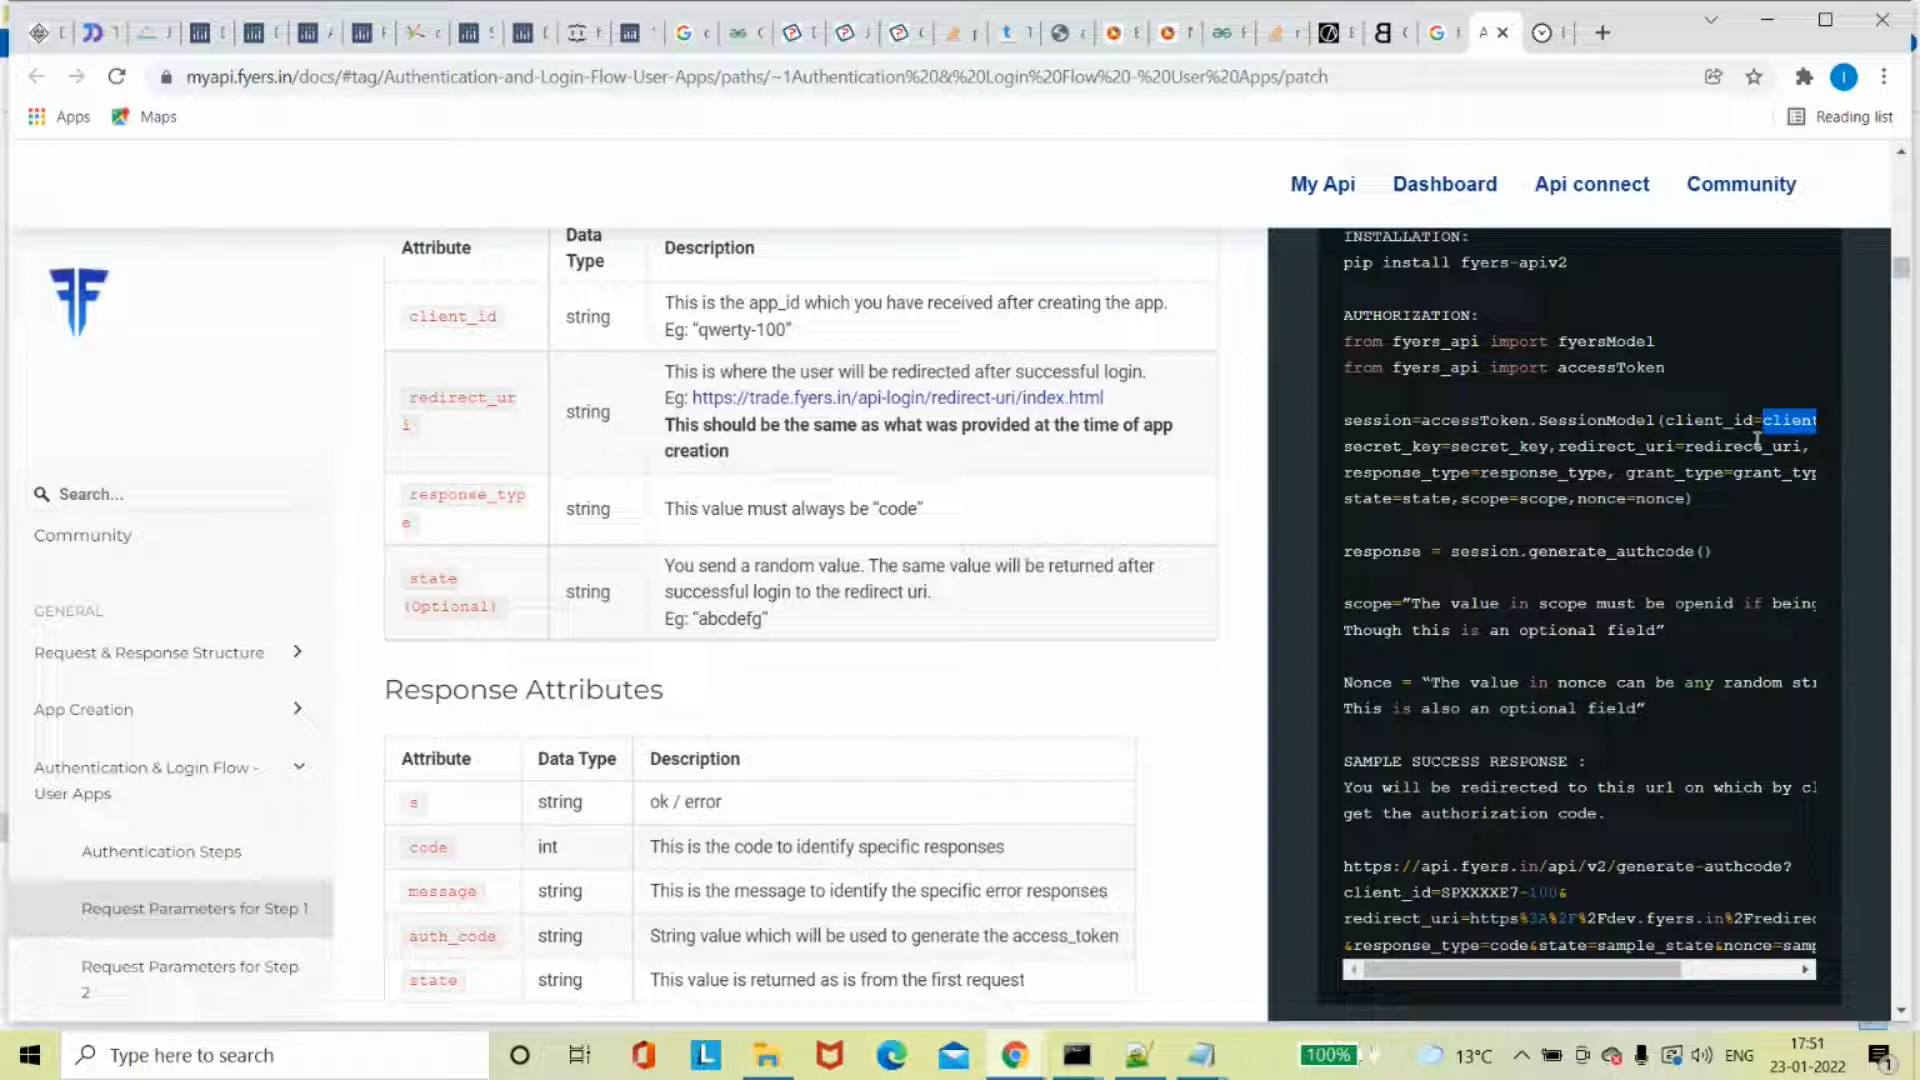 myapi.fyers.in/docs/#tag/Authentication-and-Login-Flow-User-Apps/paths/~1Authentication%20&%20Login%20Flow%20-%20User%20Apps/patch
Apps
Maps
Reading list
My Api
Dashboard
Api connect
Community
Search...
Community
GENERAL
Request & Response Structure
App Creation
Authentication & Login Flow -
User Apps
Authentication Steps
Request Parameters for Step 1
Request Parameters for Step
2
Attribute
Data
Type
Description
client_id
string
This is the app_id which you have received after creating the app.
Eg: “qwerty-100”
redirect_ur
i
string
This is where the user will be redirected after successful login.
Eg: https://trade.fyers.in/api-login/redirect-uri/index.html
This should be the same as what was provided at the time of app
creation
response_typ
e
string
This value must always be “code”
state
(Optional)
string
You send a random value. The same value will be returned after
successful login to the redirect uri.
Eg: “abcdefg”
Response Attributes
Attribute
Data Type
Description
s
string
ok / error
code
int
This is the code to identify specific responses
message
string
This is the message to identify the specific error responses
auth_code
string
String value which will be used to generate the access_token
state
string
This value is returned as is from the first request
INSTALLATION:
pip install fyers-apiv2
AUTHORIZATION:
from fyers_api import fyersModel
from fyers_api import accessToken
session=accessToken.SessionModel(client_id=client
secret_key=secret_key,redirect_uri=redirect_uri,
response_type=response_type, grant_type=grant_typ
state=state,scope=scope,nonce=nonce)
response = session.generate_authcode()
scope=”The value in scope must be openid if being
Though this is an optional field”
Nonce = “The value in nonce can be any random str
This is also an optional field”
SAMPLE SUCCESS RESPONSE :
You will be redirected to this url on which by cl
get the authorization code.
https://api.fyers.in/api/v2/generate-authcode?
client_id=SPXXXXE7-100&
redirect_uri=https%3A%2F%2Fdev.fyers.in%2Fredirec
&response_type=code&state=sample_state&nonce=samp
Type here to search
100%
13°C
ENG
17:51
23-01-2022